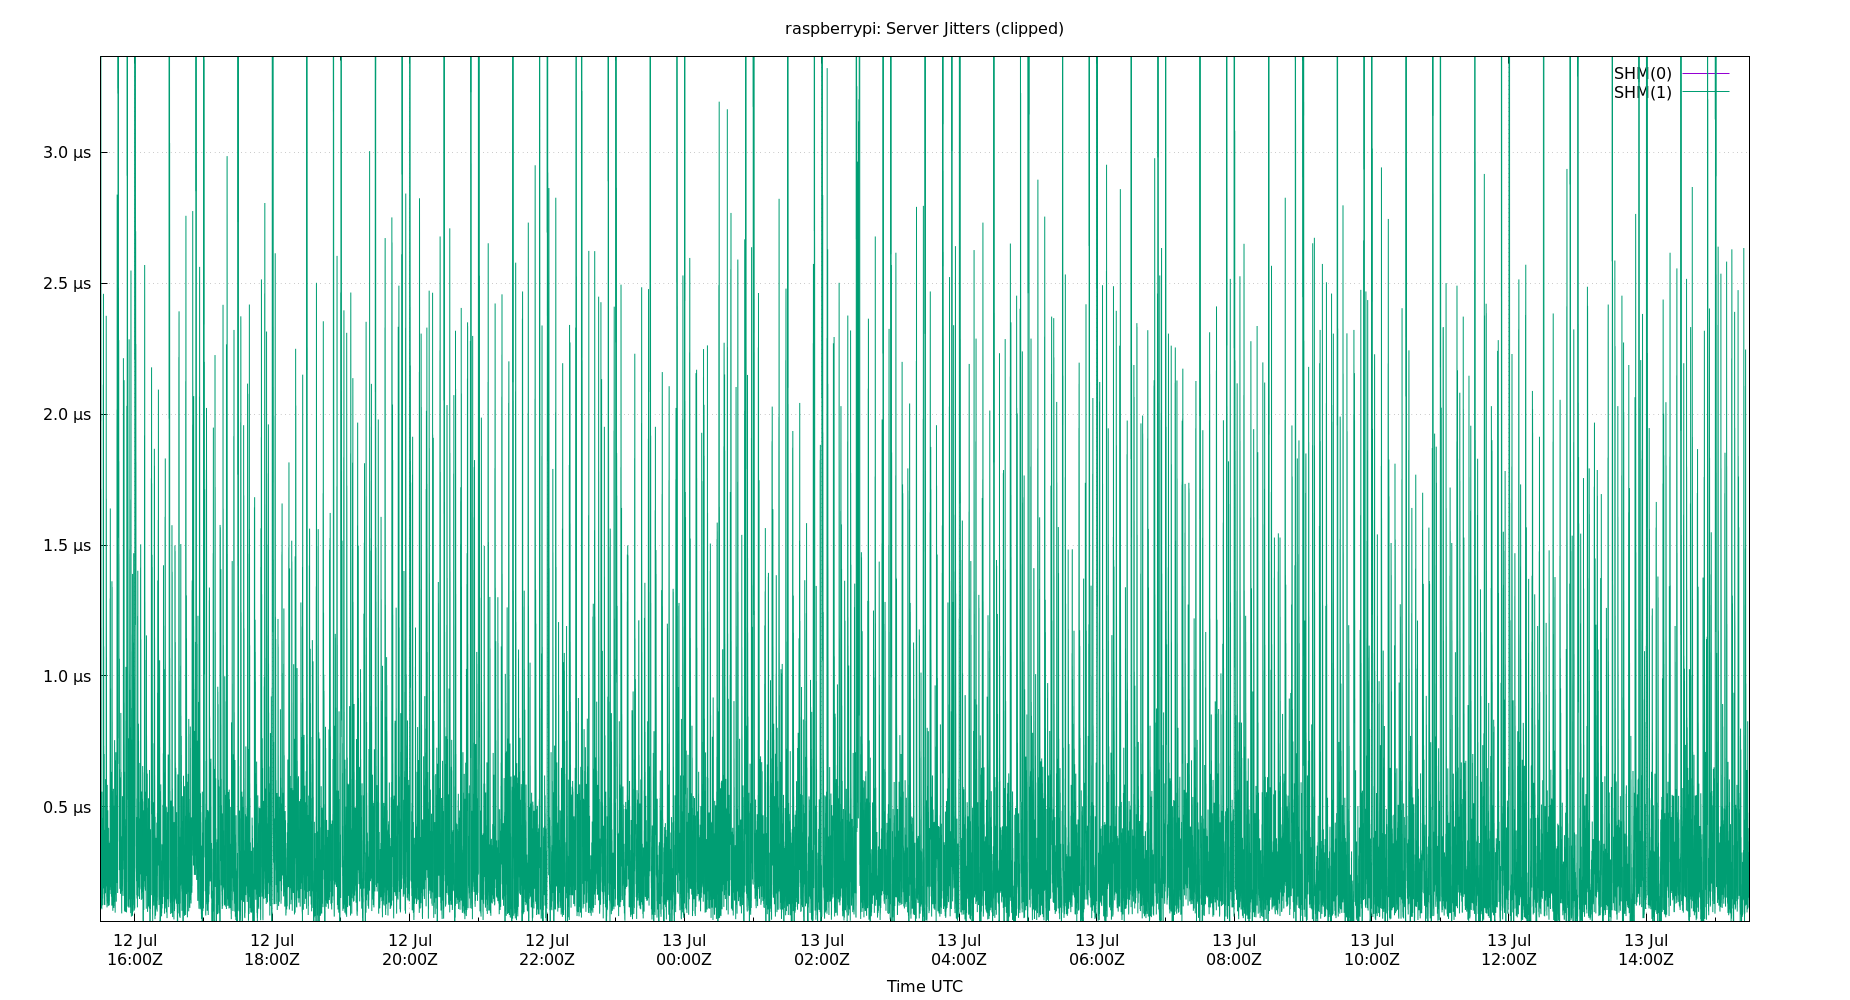 raspberrypi: Server Jitters (clipped)
SHM(0)
SHM(1)
3.0 µs
2.5 µs
2.0 µs
1.5 µs
1.0 µs
0.5 µs
12 Jul 12 Jul 12 Jul 12 Jul 13 Jul 13 Jul 13 Jul 13 Jul 13 Jul 13 Jul 13 Jul 13 Jul
16:00Z 18:00Z 20:00Z 22:00Z 00:00Z 02:00Z 04:00Z 06:00Z 08:00Z 10:00Z 12:00Z 14:00Z
Time UTC